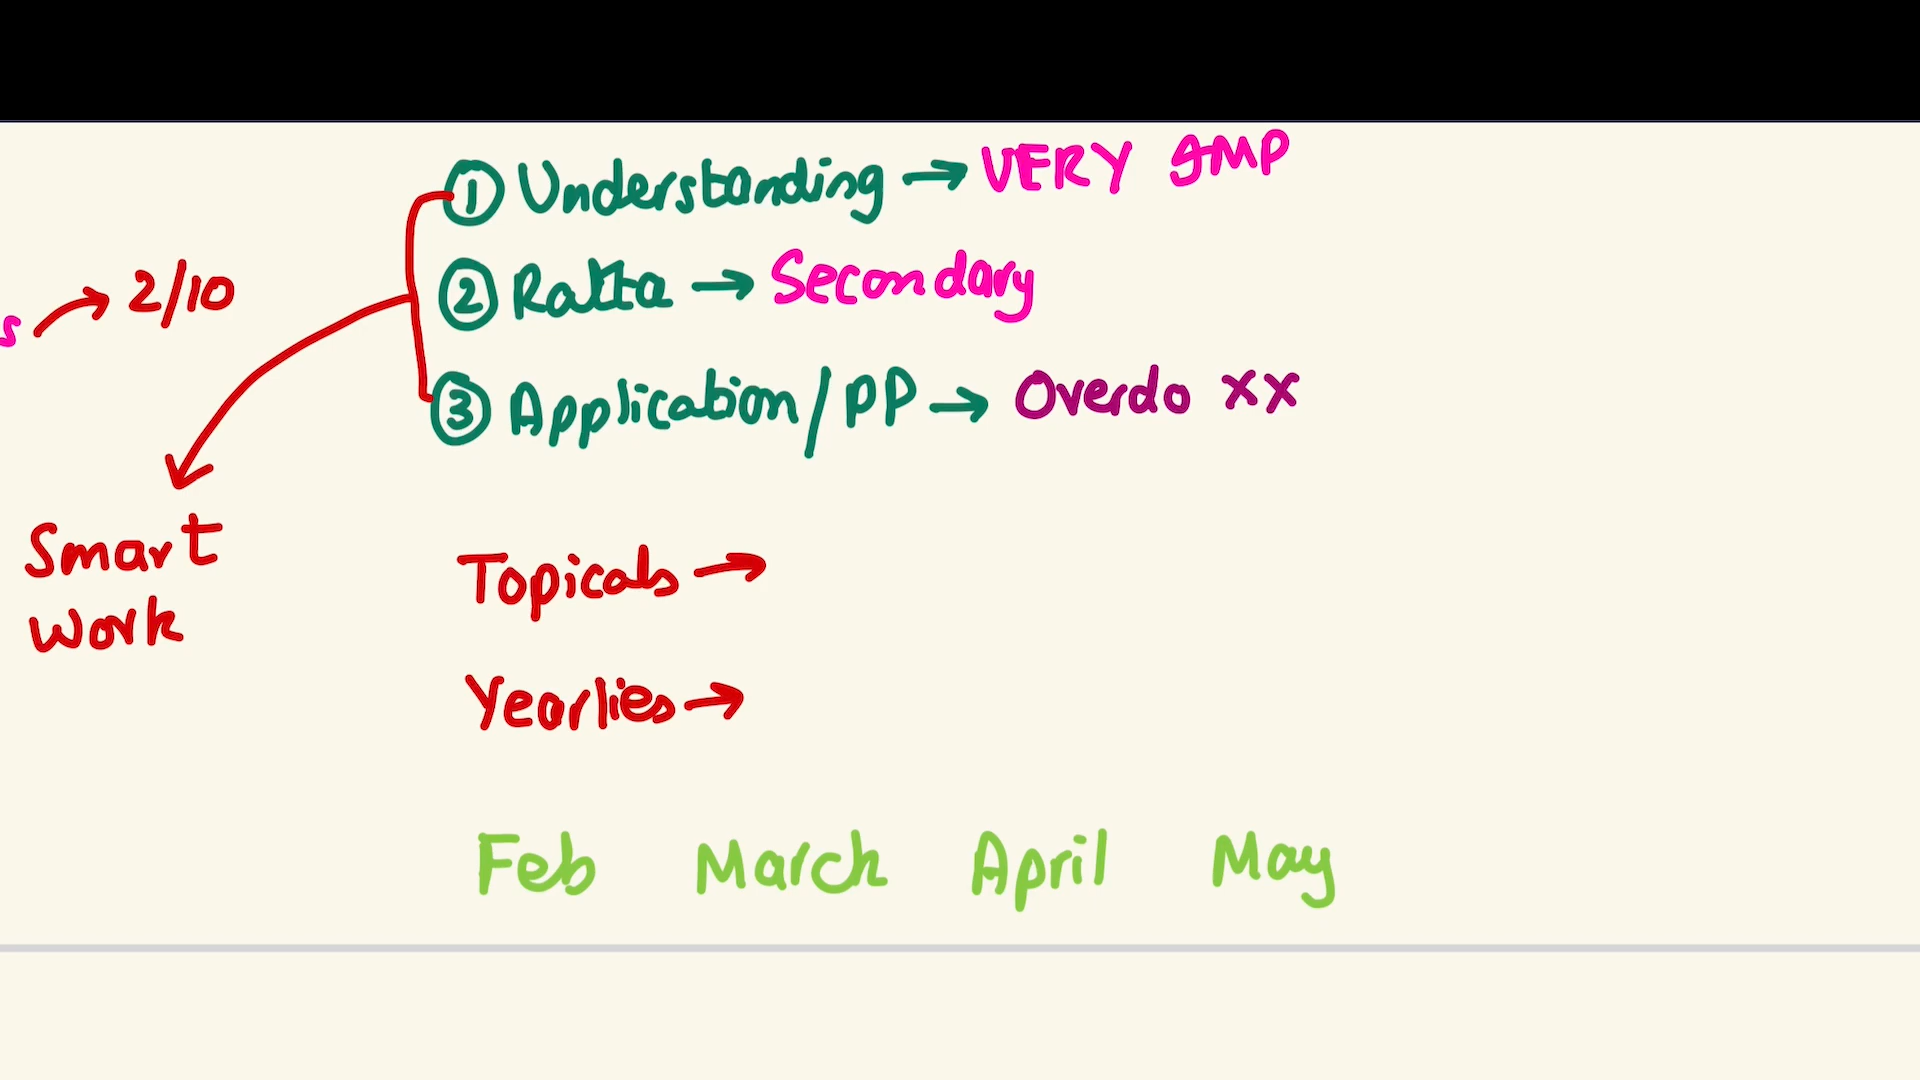 ① Understanding → VERY IMP
② Ratta → Secondary
s → 2/10
③ Application/PP → Overdo xx
Smart
Work
Topicals →
Yearlies →
Feb March April May